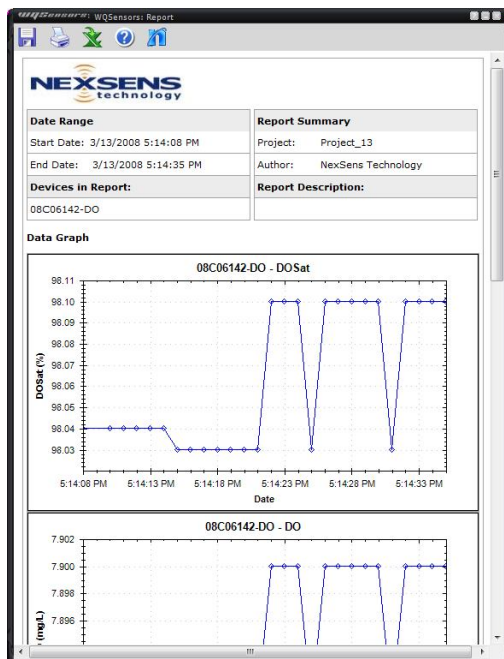 WQSensors: WQSensors: Report
NEXSENS
technology
Date Range
Report Summary
Start Date: 3/13/2008 5:14:08 PM
Project: Project_13
End Date: 3/13/2008 5:14:35 PM
Author: NexSens Technology
Devices in Report:
Report Description:
08C06142-DO
Data Graph
08C06142-DO - DOSat
98.11
98.10
98.09
98.08
98.07
98.06
98.05
98.04
98.03
DOSat (%)
5:14:08 PM 5:14:13 PM 5:14:18 PM 5:14:23 PM 5:14:28 PM 5:14:33 PM
Date
08C06142-DO - DO
7.902
7.900
7.898
7.896
(mg/L)